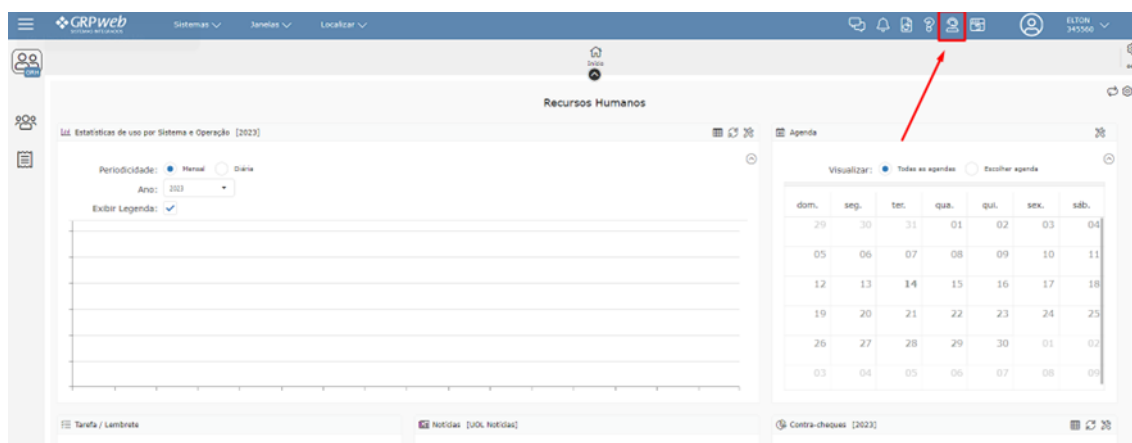 GRPweb Sistemas Janelas Localizar ELTON
SISTEMAS INTEGRADOS 345560
GRH
Início
Recursos Humanos
Estatísticas de uso por Sistema e Operação [2023]
Periodicidade: Mensal Diária
Ano: 2023
Exibir Legenda:
Agenda
Visualizar: Todas as agendas Escolher agenda
dom. seg. ter. qua. qui. sex. sáb.
29 30 31 01 02 03 04
05 06 07 08 09 10 11
12 13 14 15 16 17 18
19 20 21 22 23 24 25
26 27 28 29 30 01 02
03 04 05 06 07 08 09
Tarefa / Lembrete Notícias [UOL Notícias] Contra-cheques [2023]